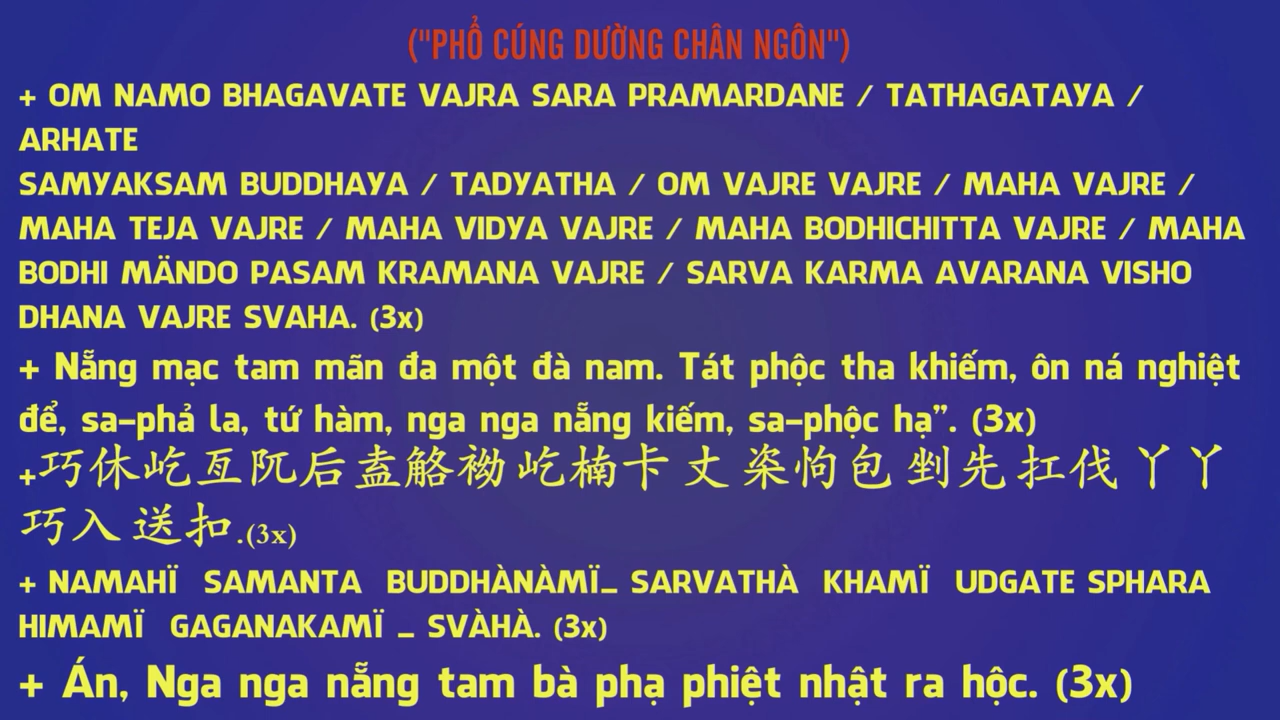 ("PHỔ CÚNG DƯỜNG CHÂN NGÔN")
+ OM NAMO BHAGAVATE VAJRA SARA PRAMARDANE / TATHAGATAYA /
ARHATE
SAMYAKSAM BUDDHAYA / TADYATHA / OM VAJRE VAJRE / MAHA VAJRE /
MAHA TEJA VAJRE / MAHA VIDYA VAJRE / MAHA BODHICHITTA VAJRE / MAHA
BODHI MÄNDO PASAM KRAMANA VAJRE / SARVA KARMA AVARANA VISHO
DHANA VAJRE SVAHA. (3x)
+ Nẵng mạc tam mãn đa một đà nam. Tát phộc tha khiếm, ôn ná nghiệt
để, sa-phả la, tứ hàm, nga nga nẵng kiếm, sa-phộc hạ”. (3x)
+巧休屹亙阢后盍觡袎屹楠卡丈栥恦包剉先扛伐丫丫
巧入送扣.(3x)
+ NAMAHÏ SAMANTA BUDDHÀNÀMÏ_ SARVATHÀ KHAMÏ UDGATE SPHARA
HIMAMÏ GAGANAKAMÏ _ SVÀHÀ. (3x)
+ Án, Nga nga nẵng tam bà phạ phiệt nhật ra hộc. (3x)